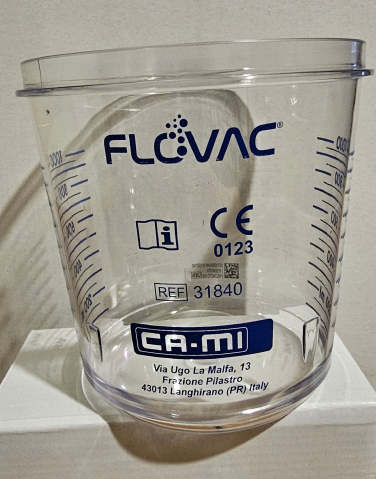 FLOVAC®
CE
0123
REF 31840
CA-MI
Via Ugo La Malfa, 13
Frazione Pilastro
43013 Langhirano (PR) Italy